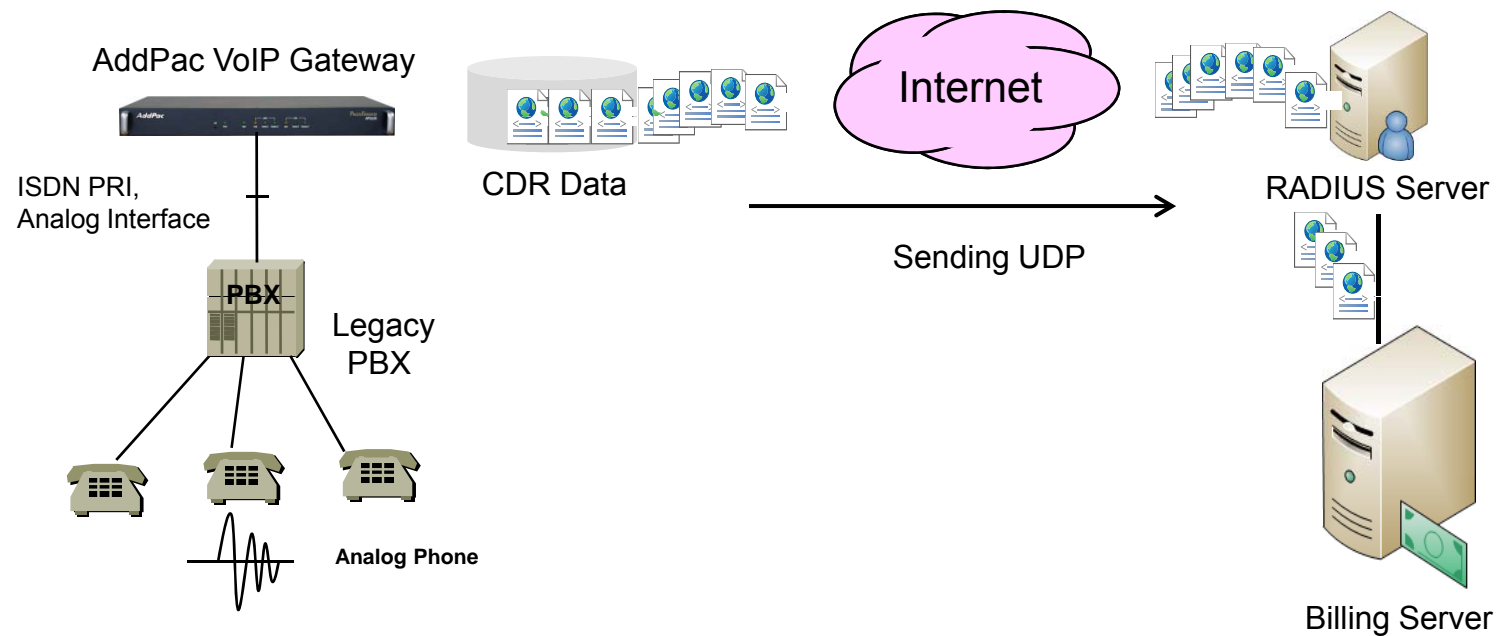 AddPac VoIP Gateway
AddPac
ISDN PRI,
Analog Interface
PBX
Legacy
PBX
Analog Phone
CDR Data
Internet
Sending UDP
RADIUS Server
Billing Server